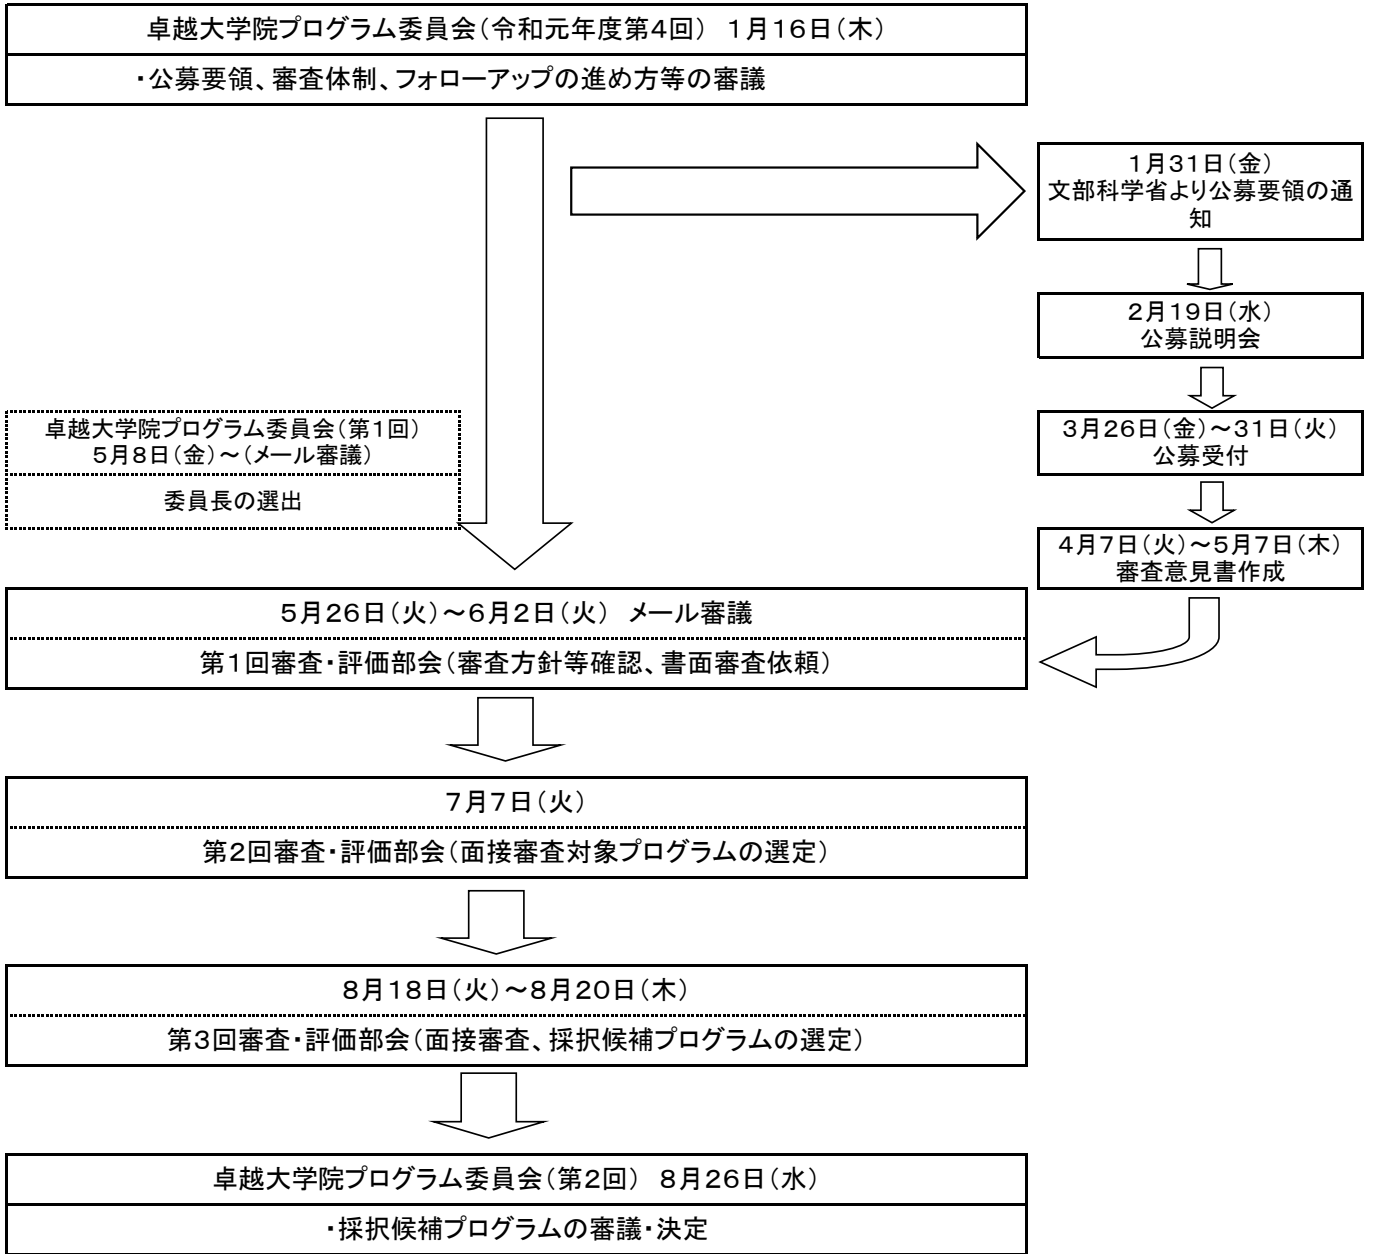 卓越大学院プログラム委員会(令和元年度第4回) 1月16日(木)
・公募要領、審査体制、フォローアップの進め方等の審議
1月31日(金)
文部科学省より公募要領の通
知
2月19日(水)
公募説明会
3月26日(金)~31日(火)
公募受付
4月7日(火)~5月7日(木)
審査意見書作成
卓越大学院プログラム委員会(第1回)
5月8日(金)~(メール審議)
委員長の選出
5月26日(火)~6月2日(火) メール審議
第1回審査・評価部会(審査方針等確認、書面審査依頼)
7月7日(火)
第2回審査・評価部会(面接審査対象プログラムの選定)
8月18日(火)~8月20日(木)
第3回審査・評価部会(面接審査、採択候補プログラムの選定)
卓越大学院プログラム委員会(第2回) 8月26日(水)
・採択候補プログラムの審議・決定